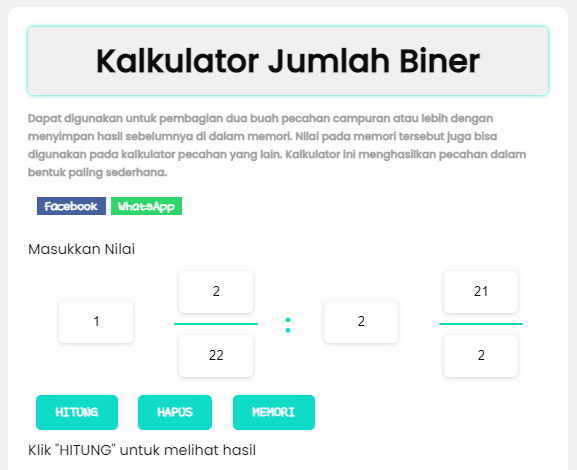 Kalkulator Jumlah Biner
Dapat digunakan untuk pembagian dua buah pecahan campuran atau lebih dengan
menyimpan hasil sebelumnya di dalam memori. Nilai pada memori tersebut juga bisa
digunakan pada kalkulator pecahan yang lain. Kalkulator ini menghasilkan pecahan dalam
bentuk paling sederhana.
Facebook WhatsApp
Masukkan Nilai
2 21
1 : 2
22 2
HITUNG HAPUS MEMORI
Klik "HITUNG" untuk melihat hasil